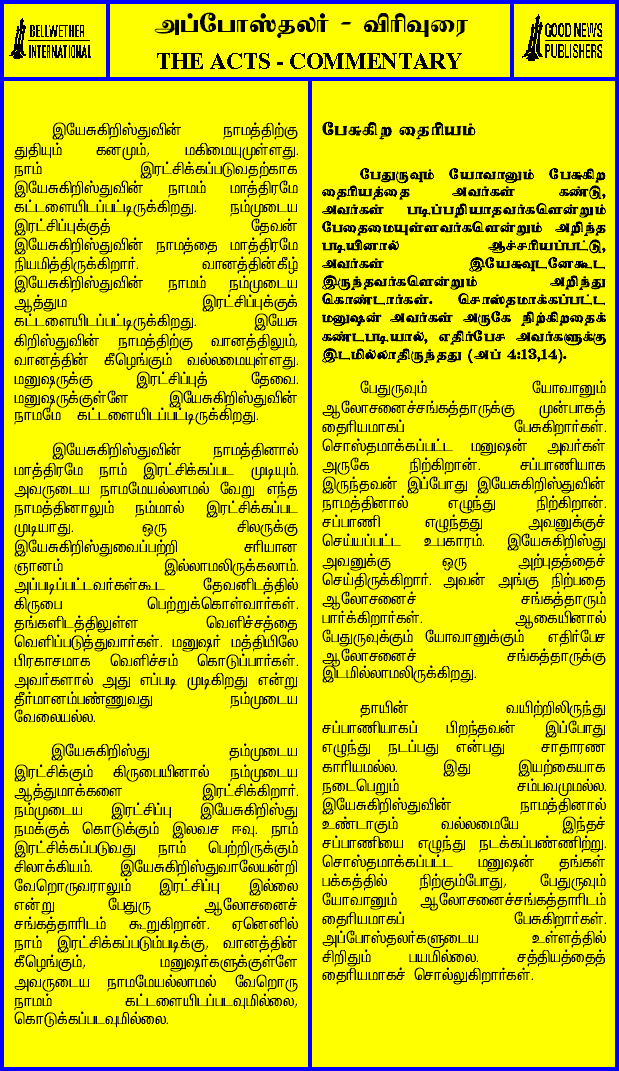 BELLWETHER
INTERNATIONAL
அப்போஸ்தலர் - விரிவுரை
THE ACTS - COMMENTARY
GOOD NEWS
PUBLISHERS
இயேசுகிறிஸ்துவின் நாமத்திற்கு
துதியும் கனமும், மகிமையுமுள்ளது.
நாம் இரட்சிக்கப்படுவதற்காக
இயேசுகிறிஸ்துவின் நாமம் மாத்திரமே
கட்டளையிடப்பட்டிருக்கிறது. நம்முடைய
இரட்சிப்புக்குத் தேவன்
இயேசுகிறிஸ்துவின் நாமத்தை மாத்திரமே
நியமித்திருக்கிறார். வானத்தின்கீழ்
இயேசுகிறிஸ்துவின் நாமம் நம்முடைய
ஆத்தும இரட்சிப்புக்குக்
கட்டளையிடப்பட்டிருக்கிறது. இயேசு
கிறிஸ்துவின் நாமத்திற்கு வானத்திலும்,
வானத்தின் கீழெங்கும் வல்லமையுள்ளது.
மனுஷருக்கு இரட்சிப்புத் தேவை.
மனுஷருக்குள்ளே இயேசுகிறிஸ்துவின்
நாமமே கட்டளையிடப்பட்டிருக்கிறது.
இயேசுகிறிஸ்துவின் நாமத்தினால்
மாத்திரமே நாம் இரட்சிக்கப்பட முடியும்.
அவருடைய நாமமேயல்லாமல் வேறு எந்த
நாமத்தினாலும் நம்மால் இரட்சிக்கப்பட
முடியாது. ஒரு சிலருக்கு
இயேசுகிறிஸ்துவைப்பற்றி சரியான
ஞானம் இல்லாமலிருக்கலாம்.
அப்படிப்பட்டவர்கள்கூட தேவனிடத்தில்
கிருபை பெற்றுக்கொள்வார்கள்.
தங்களிடத்திலுள்ள வெளிச்சத்தை
வெளிப்படுத்துவார்கள். மனுஷர் மத்தியிலே
பிரகாசமாக வெளிச்சம் கொடுப்பார்கள்.
அவர்களால் அது எப்படி முடிகிறது என்று
தீர்மானம்பண்ணுவது நம்முடைய
வேலையல்ல.
இயேசுகிறிஸ்து தம்முடைய
இரட்சிக்கும் கிருபையினால் நம்முடைய
ஆத்துமாக்களை இரட்சிக்கிறார்.
நம்முடைய இரட்சிப்பு இயேசுகிறிஸ்து
நமக்குக் கொடுக்கும் இலவச ஈவு. நாம்
இரட்சிக்கப்படுவது நாம் பெற்றிருக்கும்
சிலாக்கியம். இயேசுகிறிஸ்துவாலேயன்றி
வேறொருவராலும் இரட்சிப்பு இல்லை
என்று பேதுரு ஆலோசனைச்
சங்கத்தாரிடம் கூறுகிறான். ஏனெனில்
நாம் இரட்சிக்கப்படும்படிக்கு, வானத்தின்
கீழெங்கும், மனுஷர்களுக்குள்ளே
அவருடைய நாமமேயல்லாமல் வேறொரு
நாமம் கட்டளையிடப்படவுமில்லை,
கொடுக்கப்படவுமில்லை.
பேசுகிற தைரியம்
பேதுருவும் யோவானும் பேசுகிற
தைரியத்தை அவர்கள் கண்டு,
அவர்கள் படிப்பறியாதவர்களென்றும்
பேதைமையுள்ளவர்களென்றும் அறிந்த
படியினால் ஆச்சரியப்பட்டு,
அவர்கள் இயேசுவுடனேகூட
இருந்தவர்களென்றும் அறிந்து
கொண்டார்கள். சொஸ்தமாக்கப்பட்ட
மனுஷன் அவர்கள் அருகே நிற்கிறதைக்
கண்டபடியால், எதிர்பேச அவர்களுக்கு
இடமில்லாதிருந்தது (அப் 4:13,14).
பேதுருவும் யோவானும்
ஆலோசனைச்சங்கத்தாருக்கு முன்பாகத்
தைரியமாகப் பேசுகிறார்கள்.
சொஸ்தமாக்கப்பட்ட மனுஷன் அவர்கள்
அருகே நிற்கிறான். சப்பாணியாக
இருந்தவன் இப்போது இயேசுகிறிஸ்துவின்
நாமத்தினால் எழுந்து நிற்கிறான்.
சப்பாணி எழுந்தது அவனுக்குச்
செய்யப்பட்ட உபகாரம். இயேசுகிறிஸ்து
அவனுக்கு ஒரு அற்புதத்தைச்
செய்திருக்கிறார். அவன் அங்கு நிற்பதை
ஆலோசனைச் சங்கத்தாரும்
பார்க்கிறார்கள். ஆகையினால்
பேதுருவுக்கும் யோவானுக்கும் எதிர்பேச
ஆலோசனைச் சங்கத்தாருக்கு
இடமில்லாமலிருக்கிறது.
தாயின் வயிற்றிலிருந்து
சப்பாணியாகப் பிறந்தவன் இப்போது
எழுந்து நடப்பது என்பது சாதாரண
காரியமல்ல. இது இயற்கையாக
நடைபெறும் சம்பவமுமல்ல.
இயேசுகிறிஸ்துவின் நாமத்தினால்
உண்டாகும் வல்லமையே இந்தச்
சப்பாணியை எழுந்து நடக்கப்பண்ணிற்று.
சொஸ்தமாக்கப்பட்ட மனுஷன் தங்கள்
பக்கத்தில் நிற்கும்போது, பேதுருவும்
யோவானும் ஆலோசனைச்சங்கத்தாரிடம்
தைரியமாகப் பேசுகிறார்கள்.
அப்போஸ்தலர்களுடைய உள்ளத்தில்
சிறிதும் பயமில்லை. சத்தியத்தைத்
தைரியமாகச் சொல்லுகிறார்கள்.